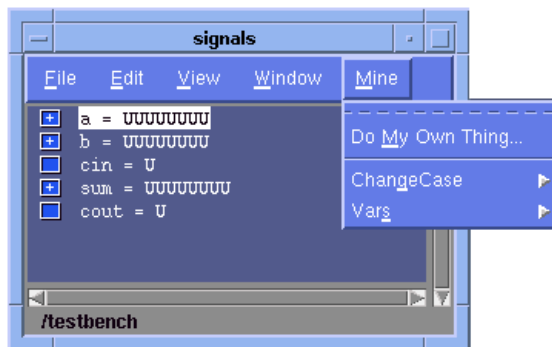 signals
File Edit View Window Mine
a = UUUUUUUU
b = UUUUUUUU
cin = U
sum = UUUUUUUU
cout = U
Do My Own Thing...
ChangeCase
Vars
/testbench